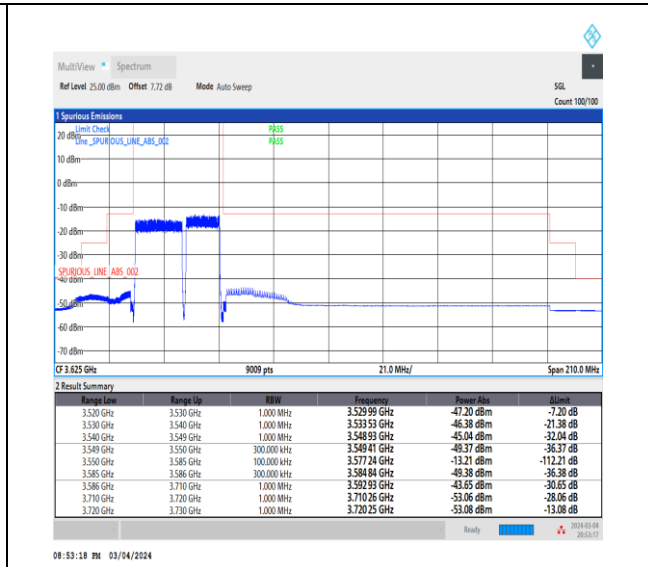 MultiView Spectrum
Ref Level 25.00 dBm Offset 7.72 dB Mode Auto Sweep SGL
Count 100/100
1 Spurious Emissions
Limit Check PASS
20 dBm
Line _SPURIOUS_LINE_ABS_002 PASS
10 dBm
0 dBm
-10 dBm
-20 dBm
-30 dBm
SPURIOUS_LINE_ABS_002
-40 dBm
-50 dBm
-60 dBm
-70 dBm
CF 3.625 GHz 9009 pts 21.0 MHz/ Span 210.0 MHz
2 Result Summary
Range Low Range Up RBW Frequency Power Abs ΔLimit
3.520 GHz 3.530 GHz 1.000 MHz 3.52999 GHz -47.20 dBm -7.20 dB
3.530 GHz 3.540 GHz 1.000 MHz 3.53353 GHz -46.38 dBm -21.38 dB
3.540 GHz 3.549 GHz 1.000 MHz 3.54893 GHz -45.04 dBm -32.04 dB
3.549 GHz 3.550 GHz 300.000 kHz 3.54941 GHz -49.37 dBm -36.37 dB
3.550 GHz 3.585 GHz 100.000 kHz 3.57724 GHz -13.21 dBm -112.21 dB
3.585 GHz 3.586 GHz 300.000 kHz 3.58484 GHz -49.38 dBm -36.38 dB
3.586 GHz 3.710 GHz 1.000 MHz 3.59293 GHz -43.65 dBm -30.65 dB
3.710 GHz 3.720 GHz 1.000 MHz 3.71026 GHz -53.06 dBm -28.06 dB
3.720 GHz 3.730 GHz 1.000 MHz 3.72025 GHz -53.08 dBm -13.08 dB
Ready 2024-03-04
20:53:17
08:53:18 PM 03/04/2024